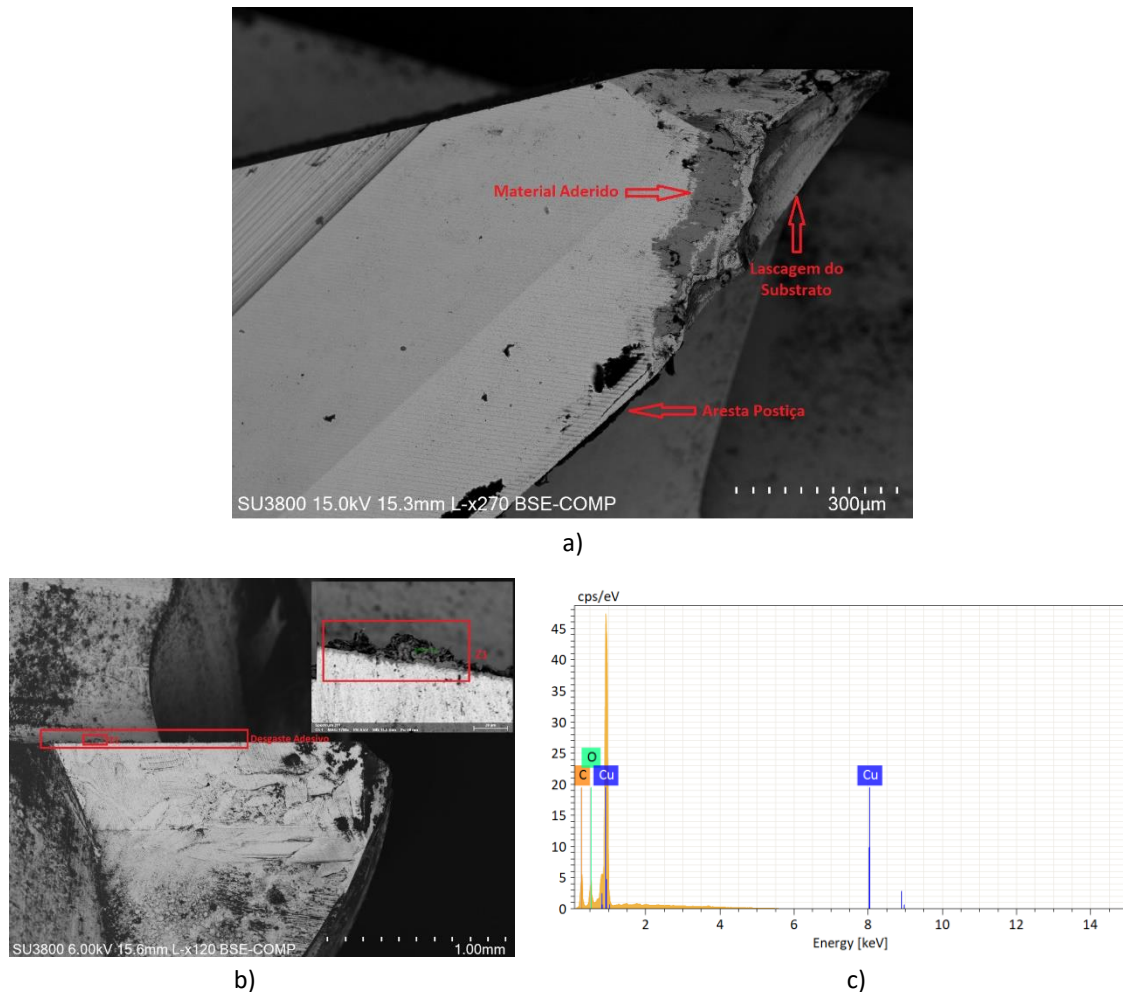 Material Aderido
Lascagem do
Substrato
Aresta Postiça
SU3800 15.0kV 15.3mm L-x270 BSE-COMP
300µm
a)
Z1
Desgaste Adesivo
SU3800 6.00kV 15.6mm L-x120 BSE-COMP
1.00mm
b)
cps/eV
45
40
35
30
25
20
15
10
5
0
O
C
Cu
Cu
2
4
6
8
10
12
14
Energy [keV]
c)